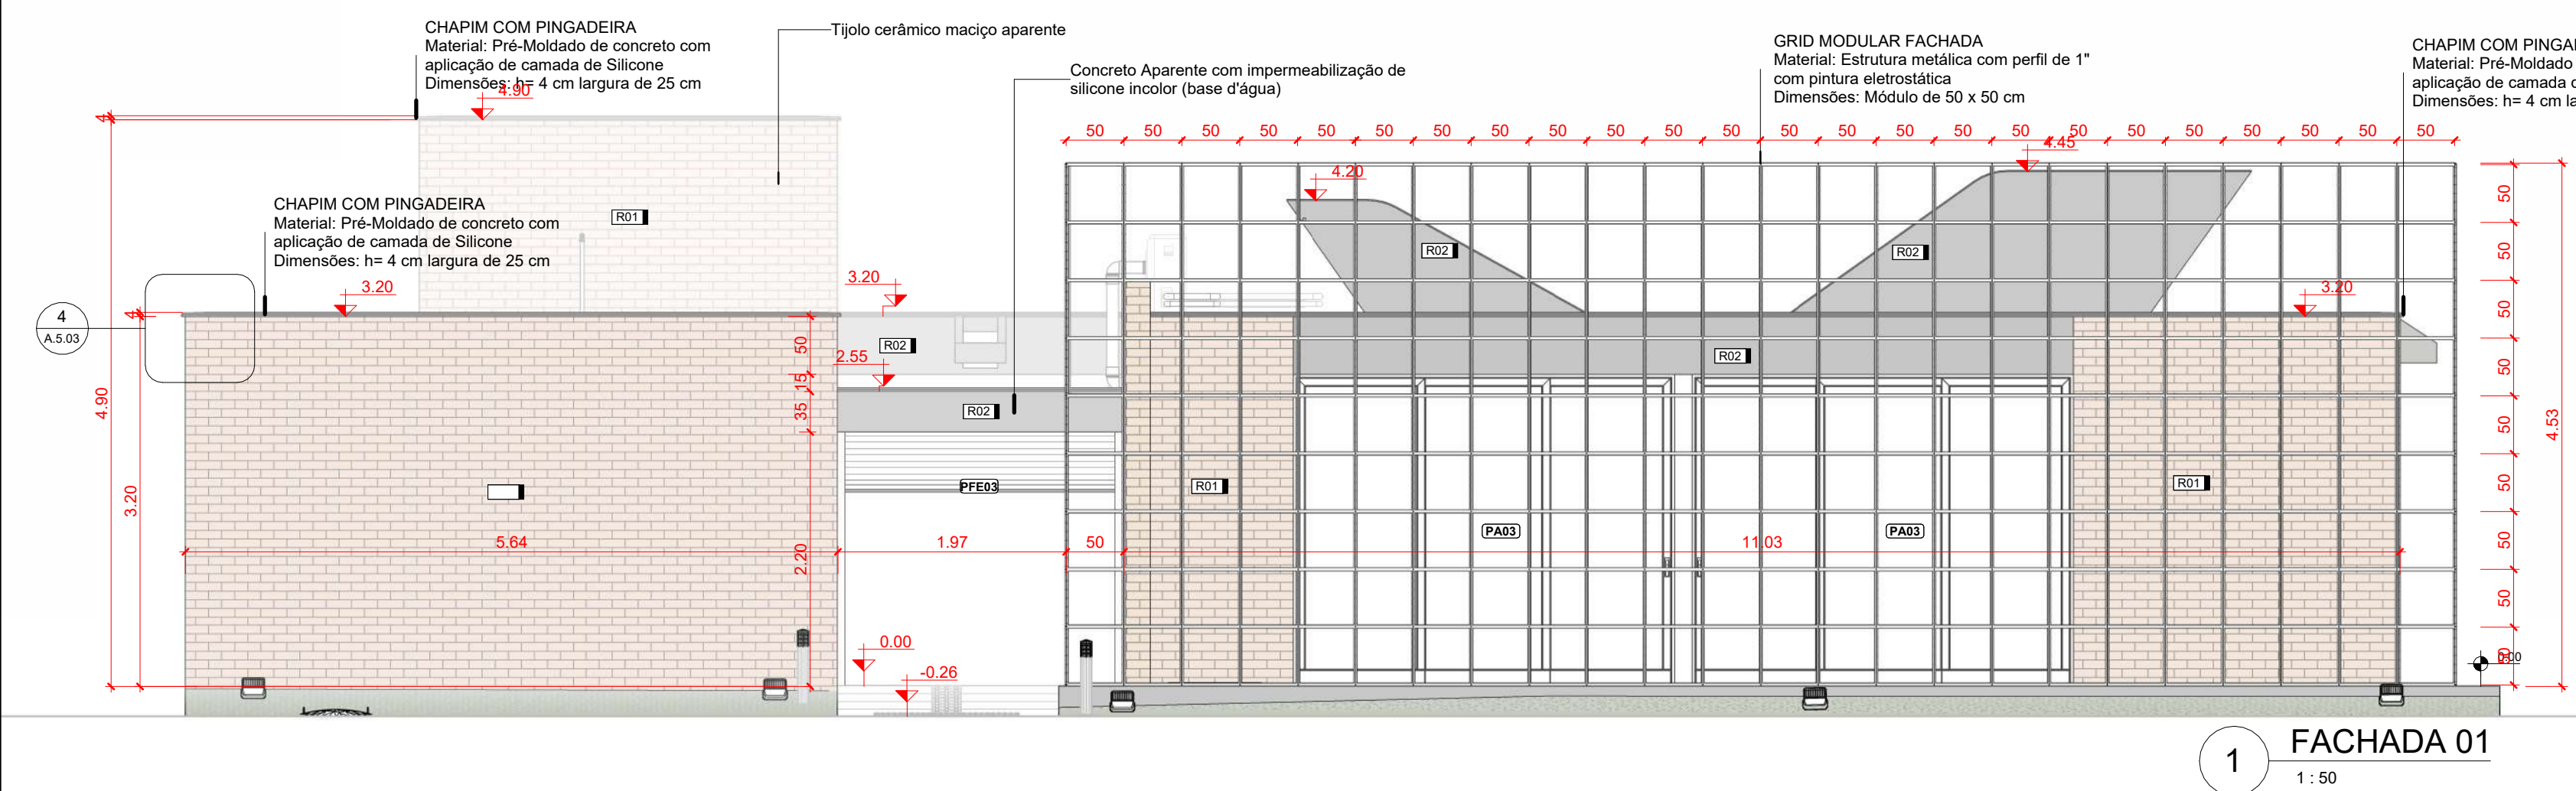 CHAPIM COM PINGADEIRA
Material: Pré-Moldado de concreto com
aplicação de camada de Silicone
Dimensões: h= 4 cm largura de 25 cm
Tijolo cerâmico maciço aparente
Concreto Aparente com impermeabilização de
silicone incolor (base d'água)
GRID MODULAR FACHADA
Material: Estrutura metálica com perfil de 1"
com pintura eletrostática
Dimensões: Módulo de 50 x 50 cm
CHAPIM COM
Material: Pré-Moldado
aplicação de camada
Dimensões: h= 4 cm
4.90
4
50 50 50 50 50 50 50 50 50 50 50 50 50 50 50 50 50 50 50 50 50 50 50 50
4.45
4.20
CHAPIM COM PINGADEIRA
Material: Pré-Moldado de concreto com
aplicação de camada de Silicone
Dimensões: h= 4 cm largura de 25 cm
R01
R02
R02
3.20
3.20
3.20
4
A.5.03
4
50
15
35
2.20
2.55
R02
R02
R02
4.90
3.20
PFE03
R01
R01
PA03
PA03
5.64
1.97
50
11.03
0.00
-0.26
50
50
50
50
50
50
50
50
50
4.53
0.00
1
FACHADA 01
1 : 50